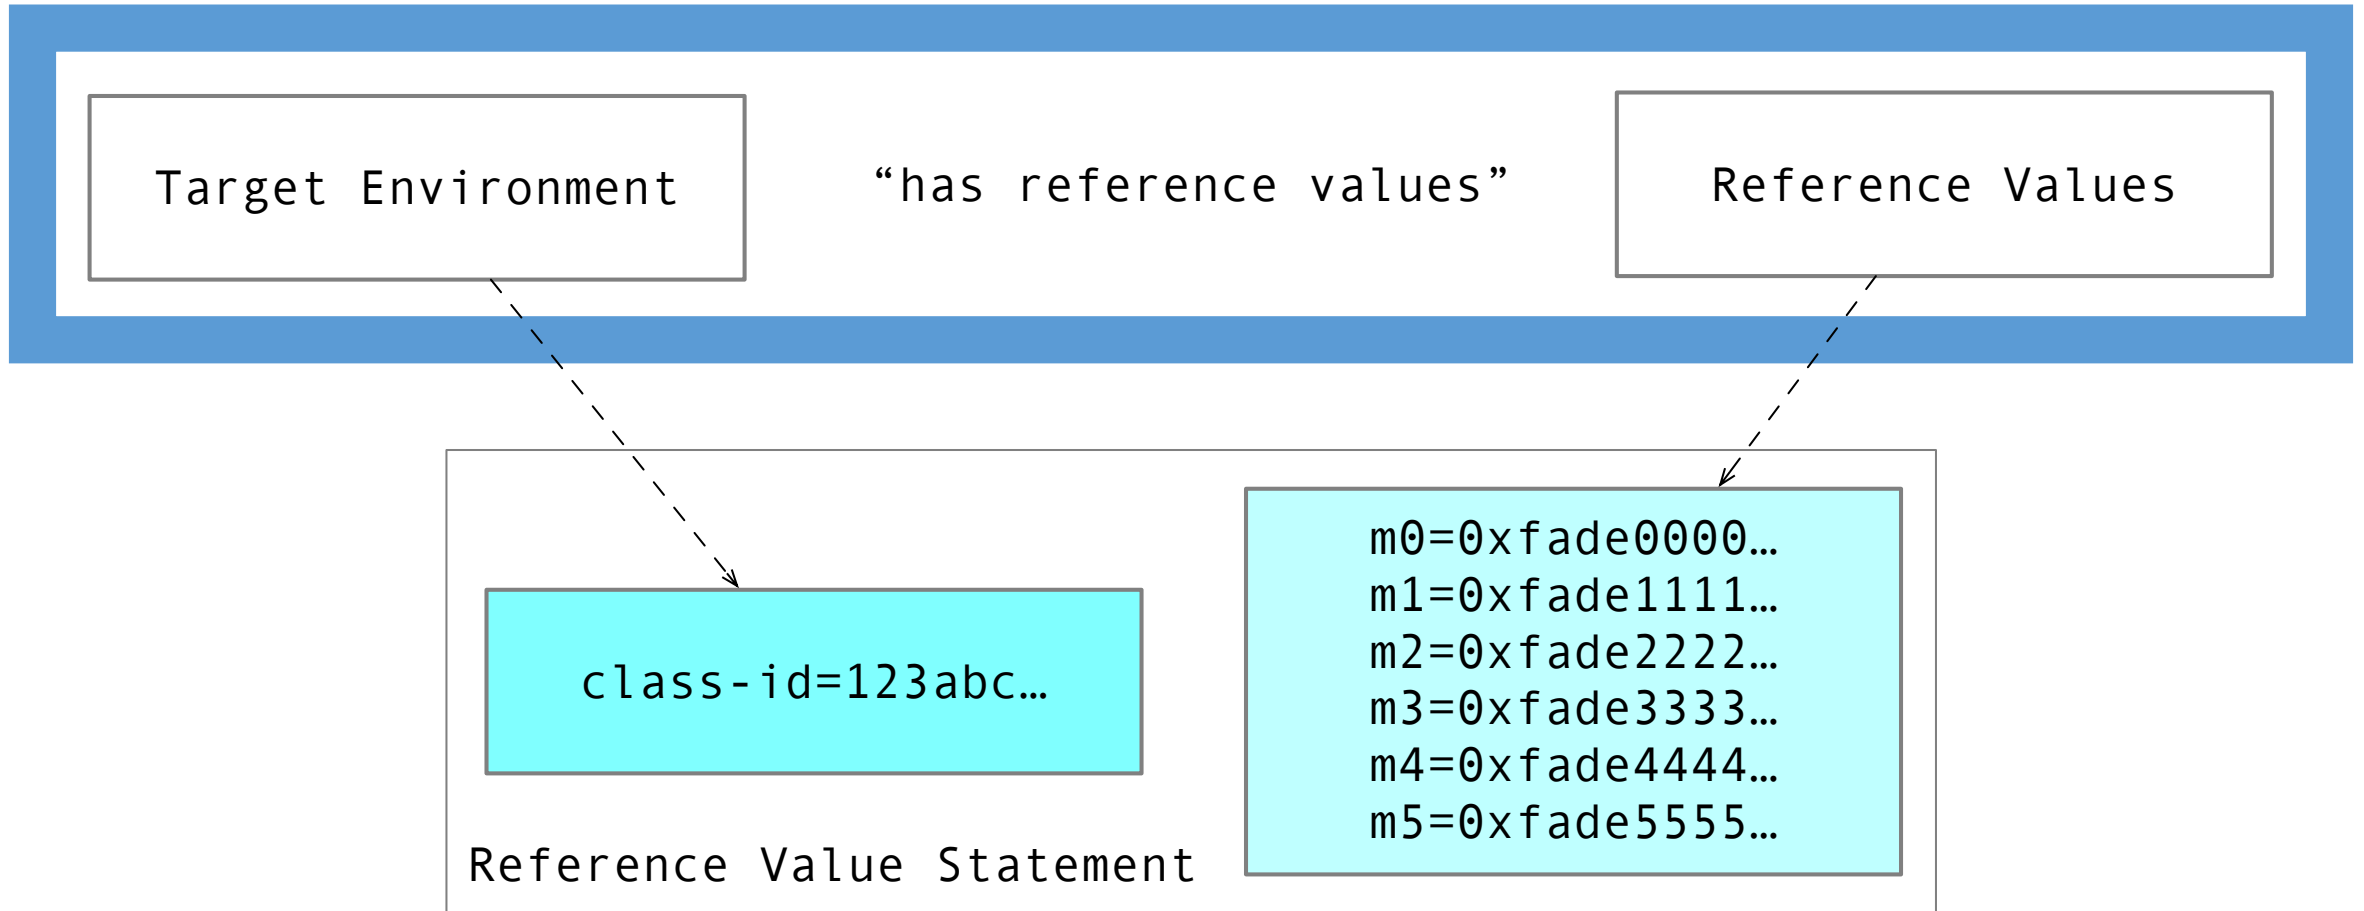 Target Environment
“has reference values”
Reference Values
class-id=123abc…
m0=0xfade0000…
m1=0xfade1111…
m2=0xfade2222…
m3=0xfade3333…
m4=0xfade4444…
m5=0xfade5555…
Reference Value Statement